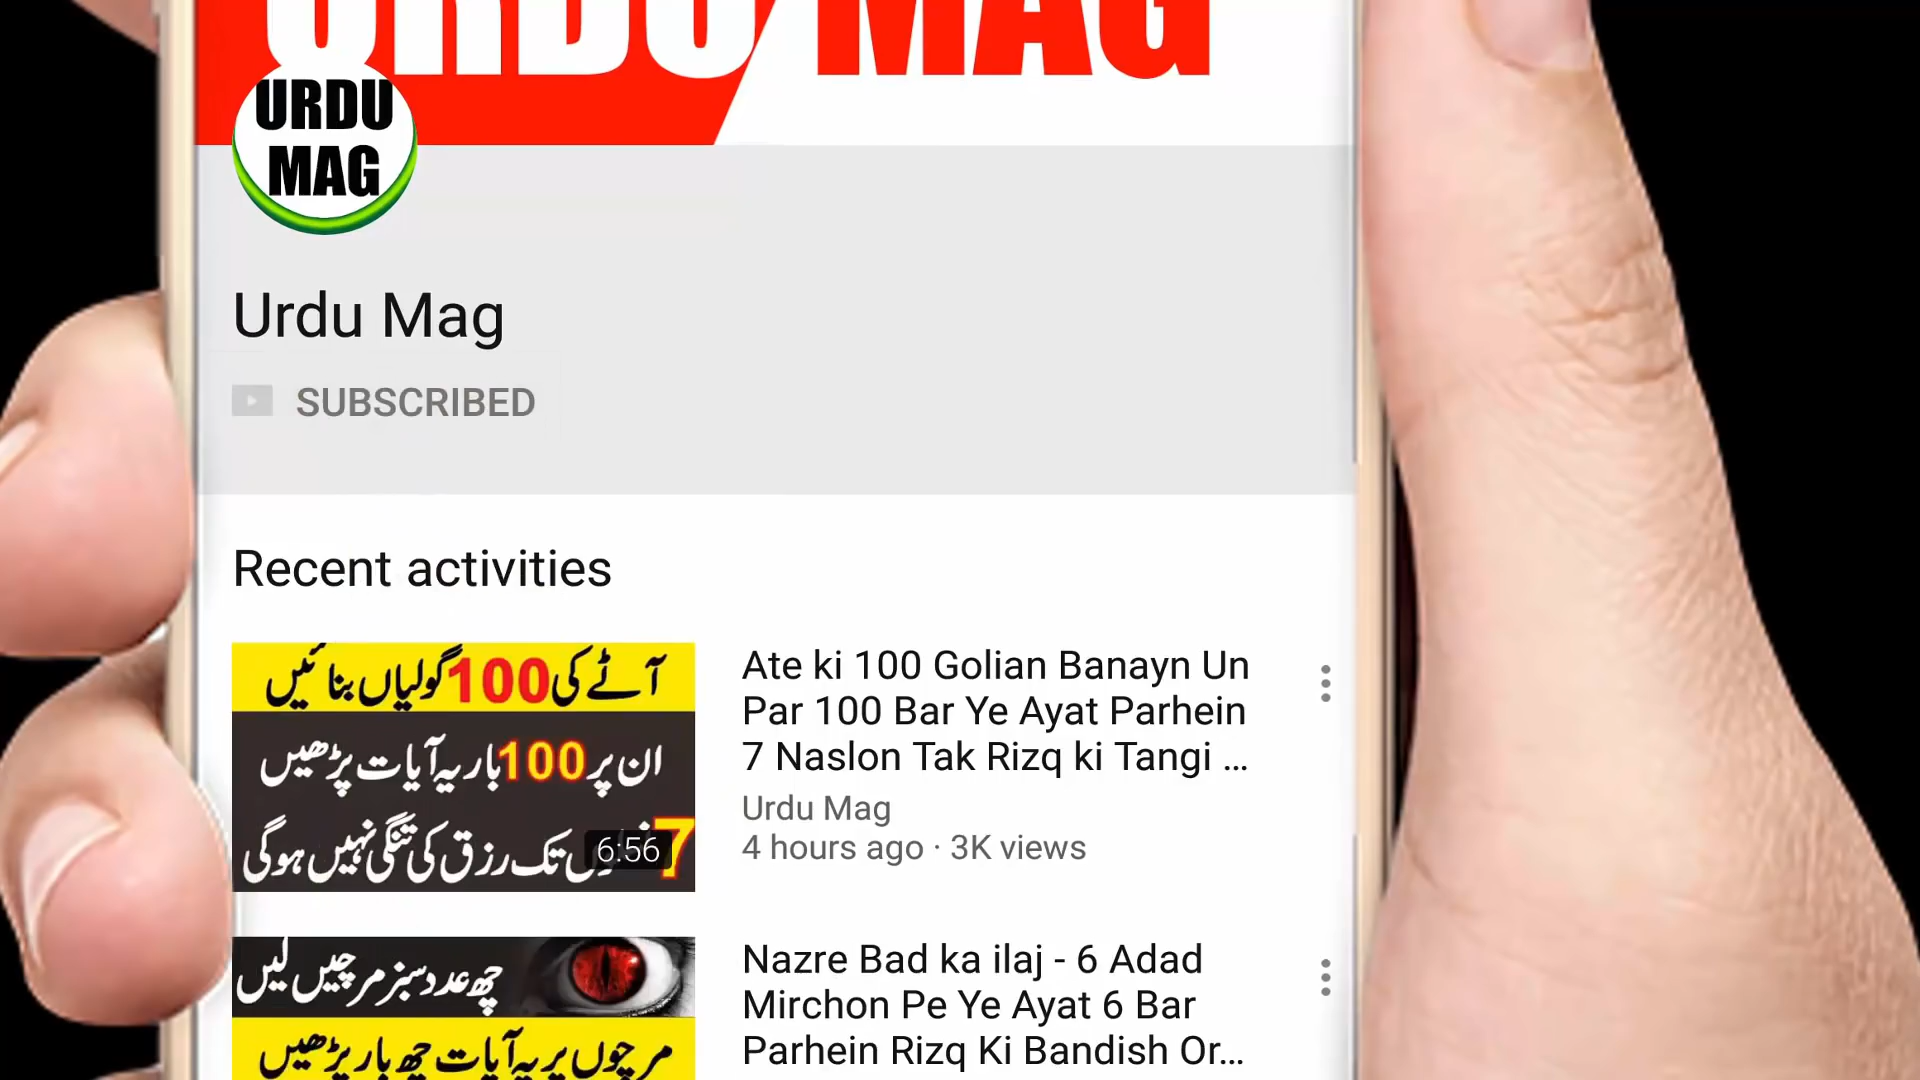 URDU MAG
URDU
MAG
Urdu Mag
SUBSCRIBED
Recent activities
آٹے کی 100 گولیاں بنائیں
ان پر 100 بار یہ آیات پڑھیں
7 تک رزق کی تنگی نہیں ہوگی
6:56
Ate ki 100 Golian Banayn Un
Par 100 Bar Ye Ayat Parhein
7 Naslon Tak Rizq ki Tangi ...
Urdu Mag
4 hours ago · 3K views
چھ عدد سبز مرچیں لیں
مرچوں پر یہ آیات چھ بار پڑھیں
Nazre Bad ka ilaj - 6 Adad
Mirchon Pe Ye Ayat 6 Bar
Parhein Rizq Ki Bandish Or...